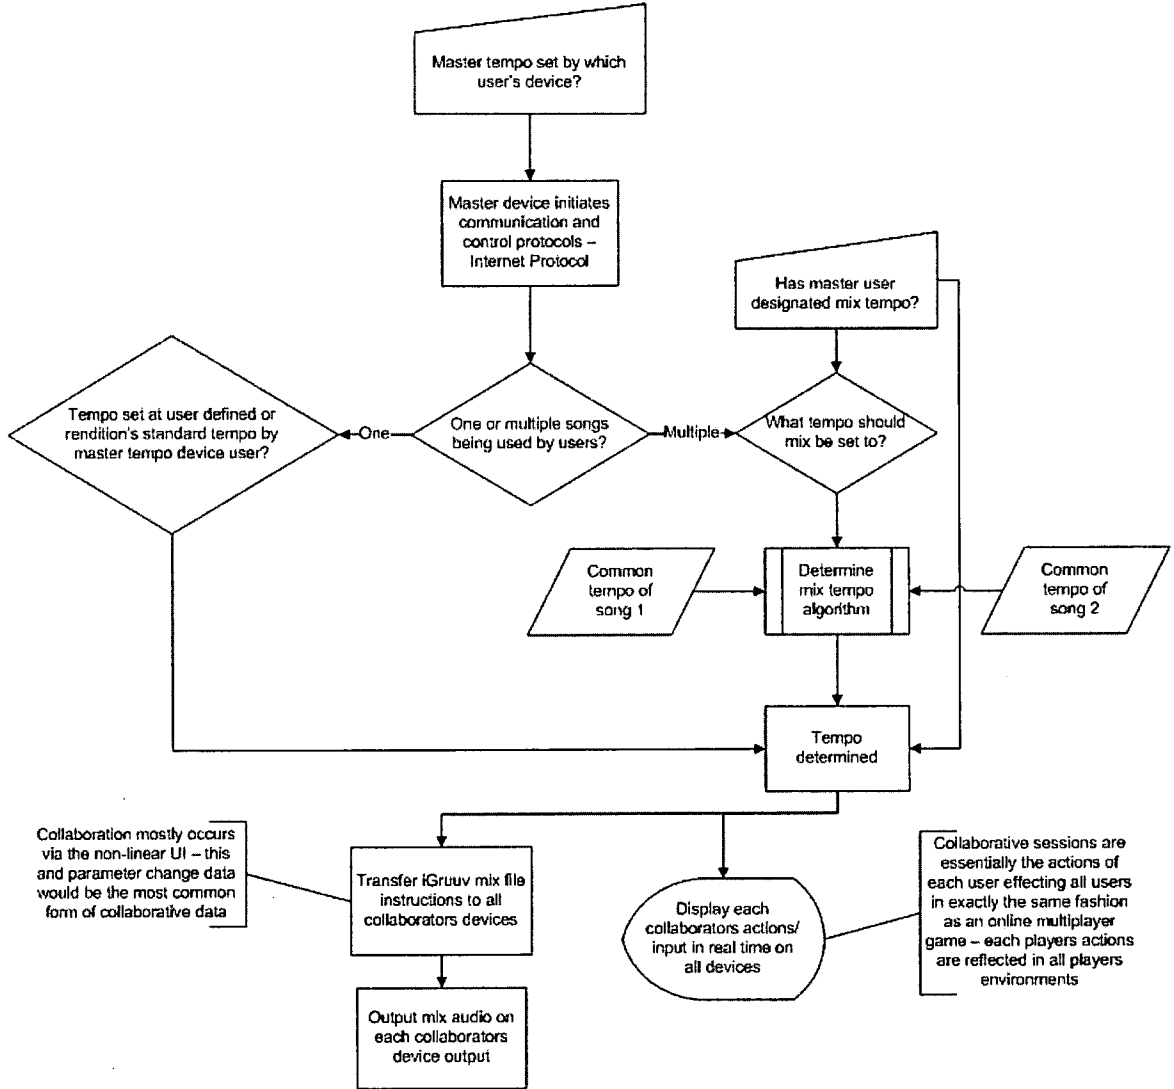 Master tempo set by which
user's device?
Master device initiates
communication and
control protocols –
Internet Protocol
Has master user
designated mix tempo?
Tempo set at user defined or
rendition's standard tempo by
master tempo device user?
One
One or multiple songs
being used by users?
Multiple
What tempo should
mix be set to?
Common
tempo of
song 1
Determine
mix tempo
algorithm
Common
tempo of
song 2
Tempo
determined
Collaboration mostly occurs
via the non-linear UI – this
and parameter change data
would be the most common
form of collaborative data
Transfer iGruuv mix file
instructions to all
collaborators devices
Display each
collaborators actions/
input in real time on
all devices
Collaborative sessions are
essentially the actions of
each user effecting all users
in exactly the same fashion
as an online multiplayer
game – each players actions
are reflected in all players
environments
Output mix audio on
each collaborators
device output